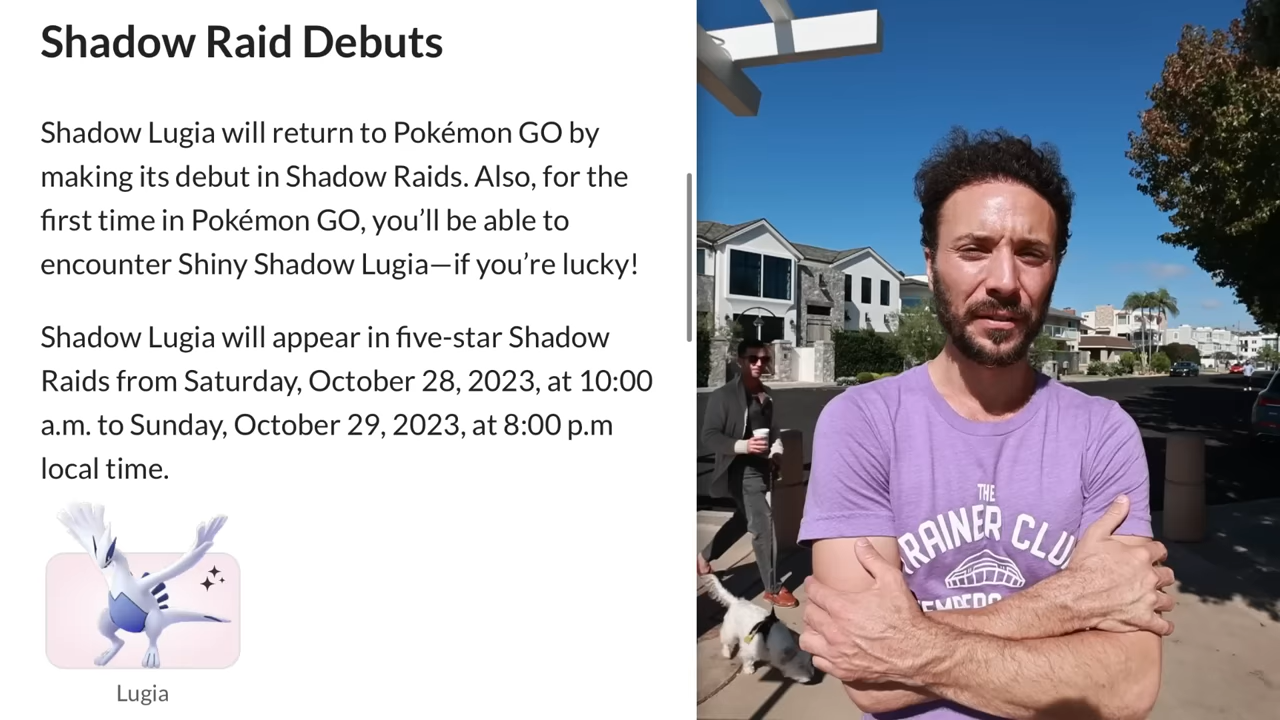 Shadow Raid Debuts
Shadow Lugia will return to Pokémon GO by
making its debut in Shadow Raids. Also, for the
first time in Pokémon GO, you’ll be able to
encounter Shiny Shadow Lugia—if you’re lucky!
Shadow Lugia will appear in five-star Shadow
Raids from Saturday, October 28, 2023, at 10:00
a.m. to Sunday, October 29, 2023, at 8:00 p.m
local time.
Lugia
THE
TRAINER CLU